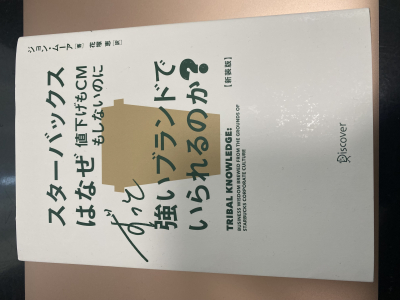 ジョン・ムーア[著] 花塚 恵[訳]
スターバックス
はなぜ 値下げもCM
もしないのに
ずっと
強いブランドで
いられるのか?
[新装版]
TRIBAL KNOWLEDGE:
BUSINESS WISDOM BREWED FROM THE GROUNDS OF
STARBUCKS CORPORATE CULTURE
Discover